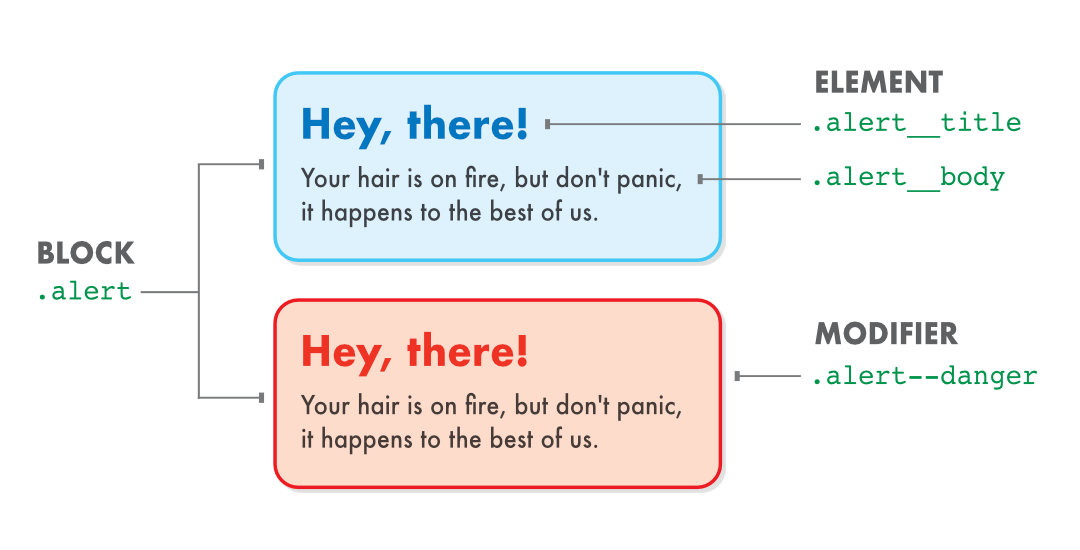 BLOCK
.alert
Hey, there!
Your hair is on fire, but don't panic,
it happens to the best of us.
ELEMENT
.alert__title
.alert__body
Hey, there!
Your hair is on fire, but don't panic,
it happens to the best of us.
MODIFIER
.alert--danger